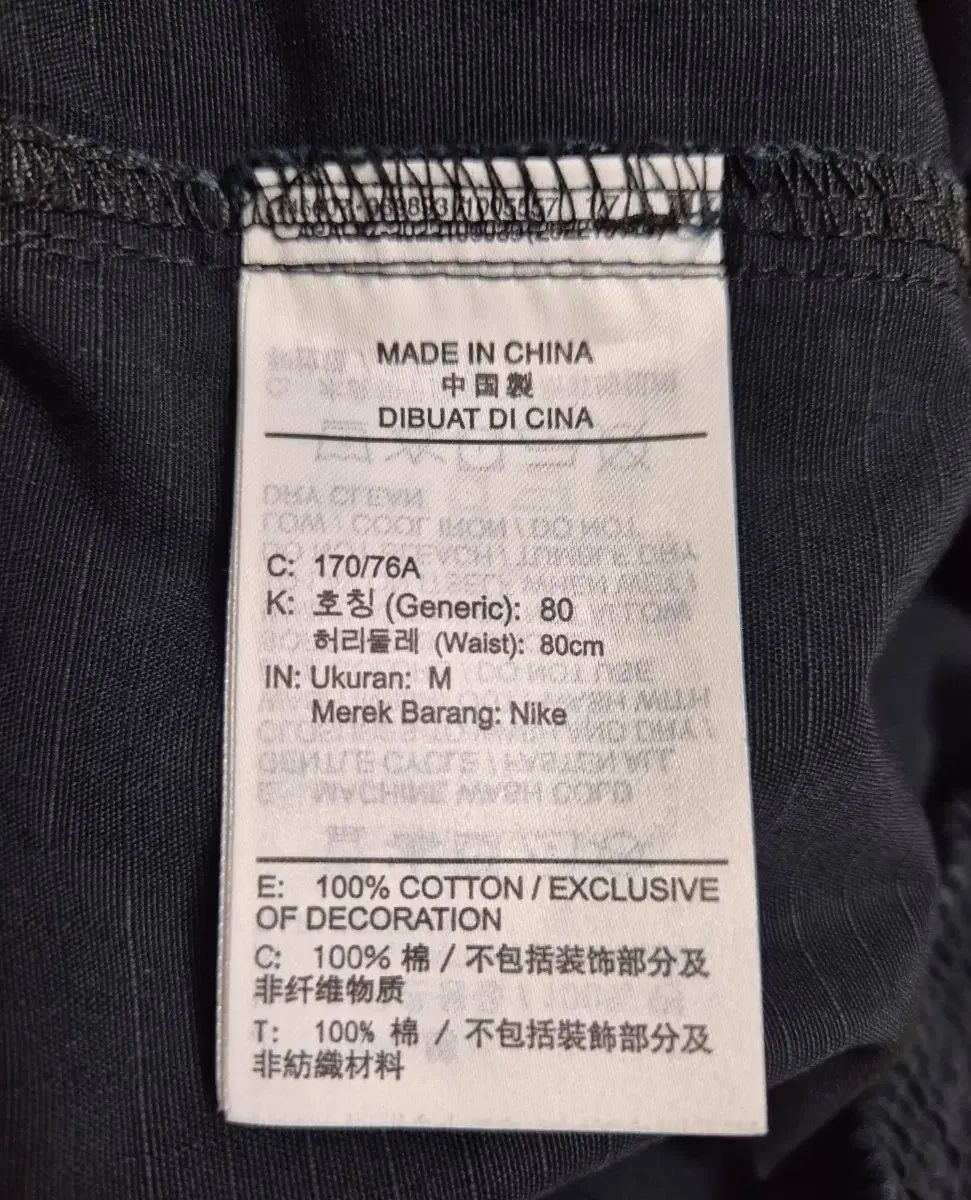 MADE IN CHINA
中国製
DIBUAT DI CINA
C: 170/76A
K: 호칭 (Generic): 80
허리둘레 (Waist): 80cm
IN: Ukuran: M
Merek Barang: Nike
E: 100% COTTON / EXCLUSIVE
OF DECORATION
C: 100% 棉 / 不包括装饰部分及
非纤维物质
T: 100% 棉 / 不包括裝飾部分及
非紡織材料